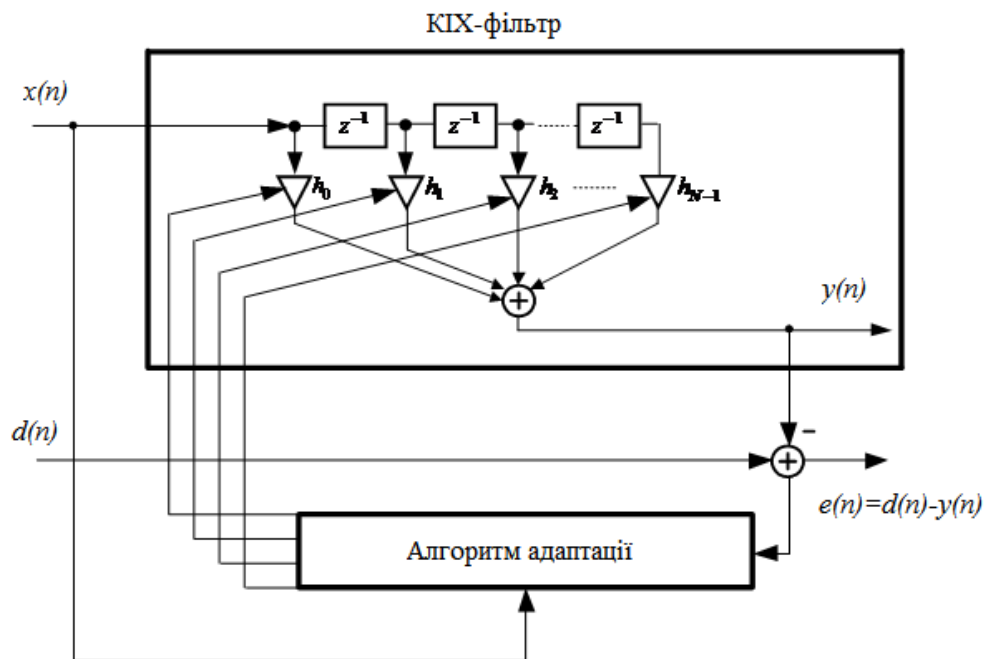 КІХ-фільтр
x(n)
z⁻¹ z⁻¹ z⁻¹
h₀ h₁ h₂ h_{N-1}
+
y(n)
d(n)
−
+
e(n)=d(n)-y(n)
Алгоритм адаптації